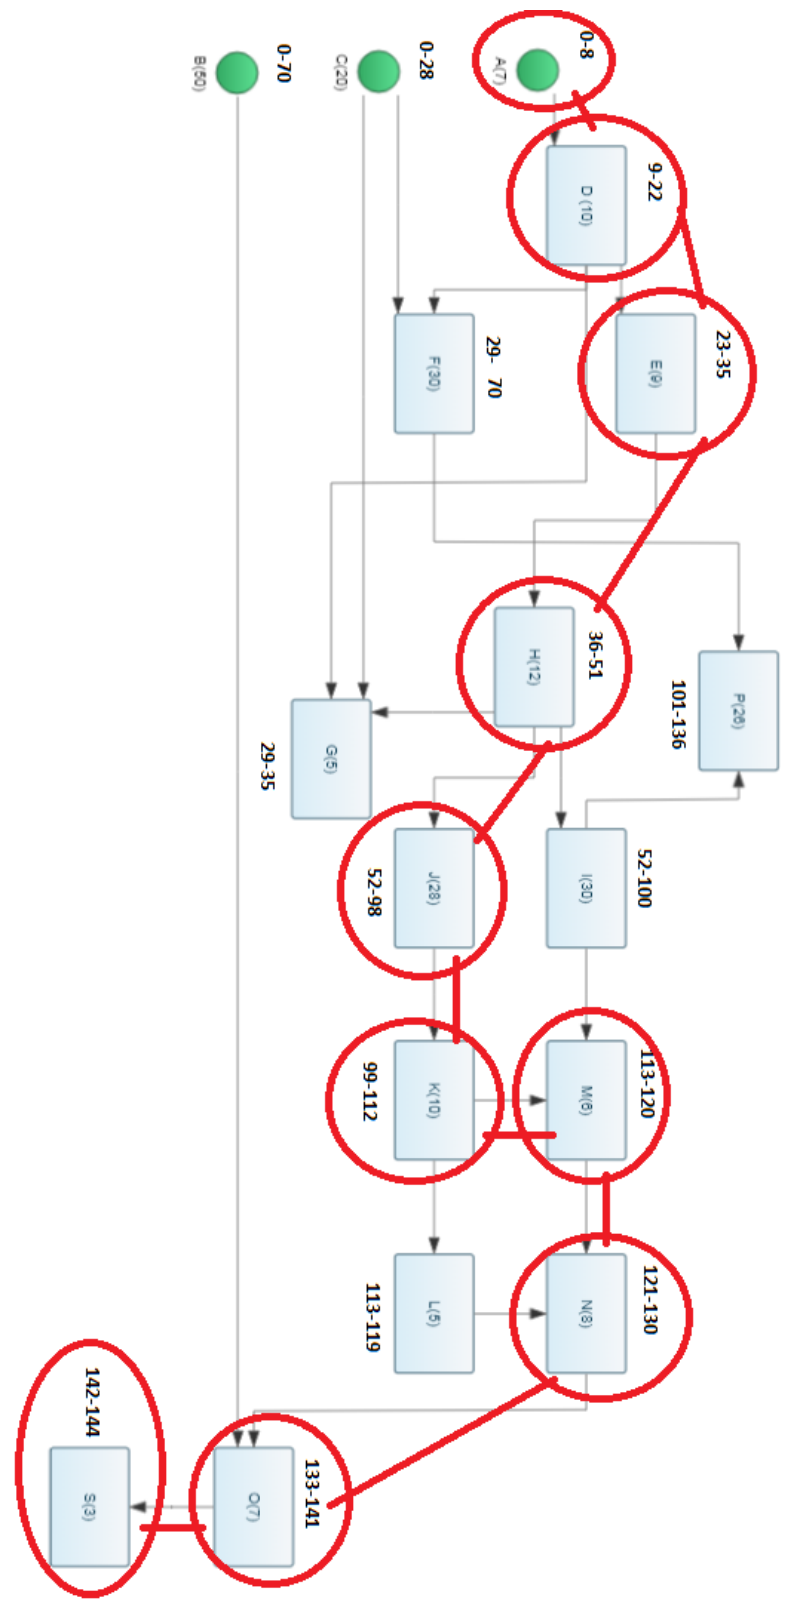 0-8
A(7)
0-28
C(20)
0-70
B(50)
9-22
D (10)
23-35
E(9)
29- 70
F(30)
101-136
P(26)
36-51
H(12)
29-35
G(5)
52-100
I(30)
52-98
J(28)
113-120
M(6)
99-112
K(10)
121-130
N(8)
113-119
L(5)
133-141
O(7)
142-144
S(3)